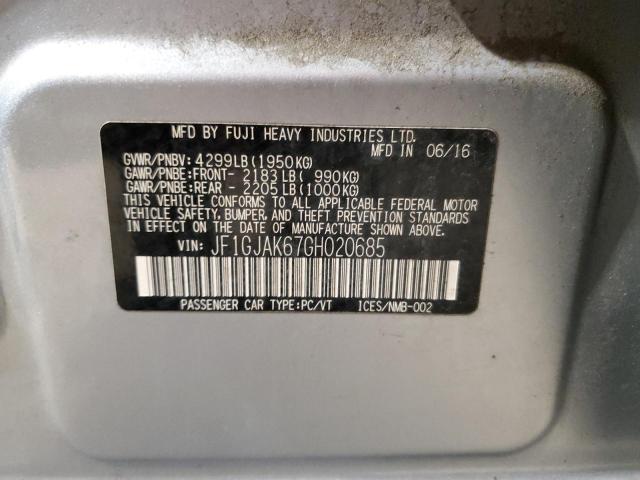 MFD BY FUJI HEAVY INDUSTRIES LTD.
MFD IN 06/16
GVWR/PNBV: 4299LB(1950KG)
GAWR/PNBE:FRONT- 2183 LB( 990KG)
GAWR/PNBE:REAR - 2205 LB(1000KG)
THIS VEHICLE CONFORMS TO ALL APPLICABLE FEDERAL MOTOR
VEHICLE SAFETY, BUMPER, AND THEFT PREVENTION STANDARDS
IN EFFECT ON THE DATE OF MANUFACTURE SHOWN ABOVE.
VIN: JF1GJAK67GH020685
PASSENGER CAR TYPE:PC/VT ICES/NMB-002